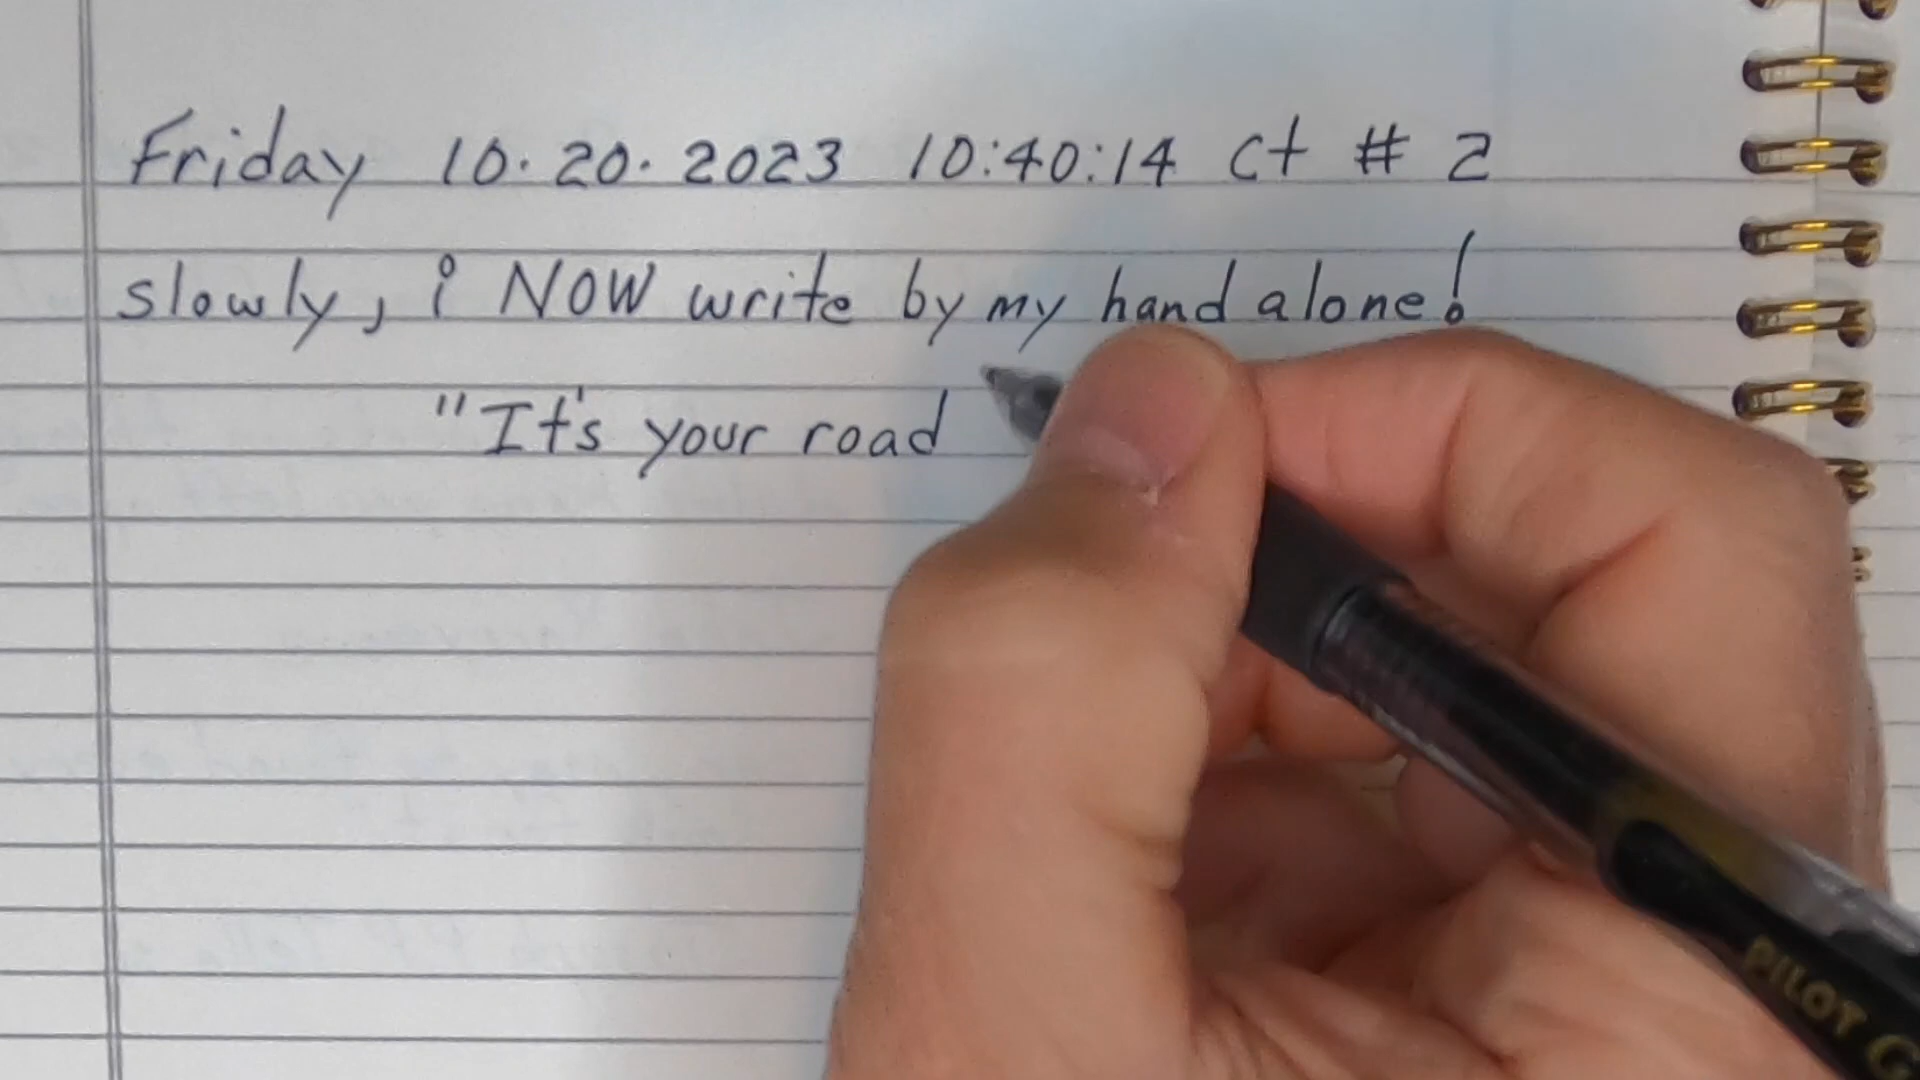 Friday 10.20.2023 10:40:14 ct # 2
slowly, i NOW write by my hand alone!
"It's your road
PILOT G